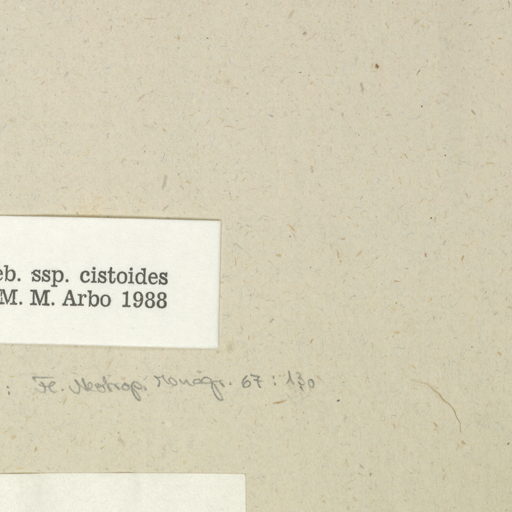 eb. ssp. cistoides
M. M. Arbo 1988
: Fl. Neotrop. Monogr. 67: 130